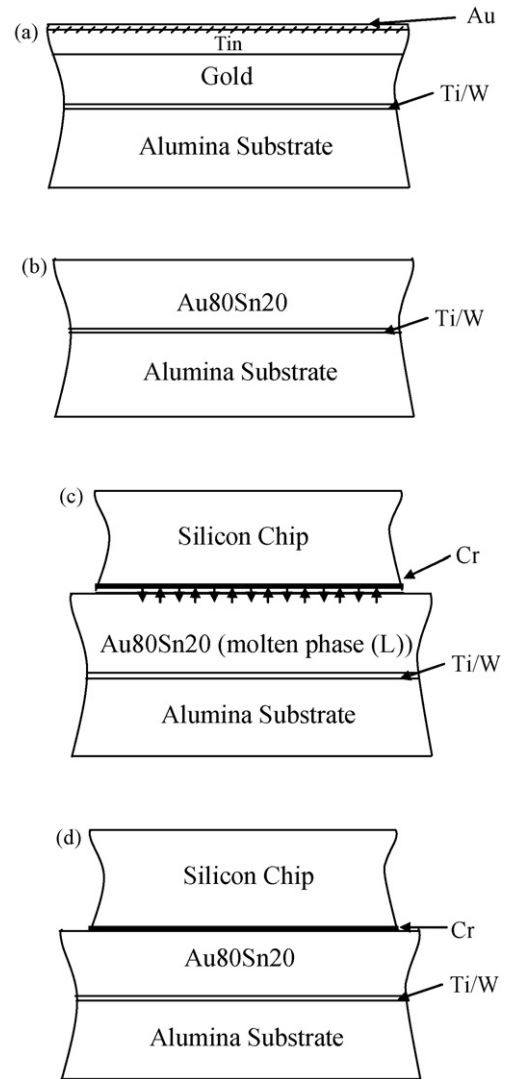 Au
(a)
Tin
Gold
Ti/W
Alumina Substrate
(b)
Au80Sn20
Ti/W
Alumina Substrate
(c)
Silicon Chip
Cr
Au80Sn20 (molten phase (L))
Ti/W
Alumina Substrate
(d)
Silicon Chip
Cr
Au80Sn20
Ti/W
Alumina Substrate